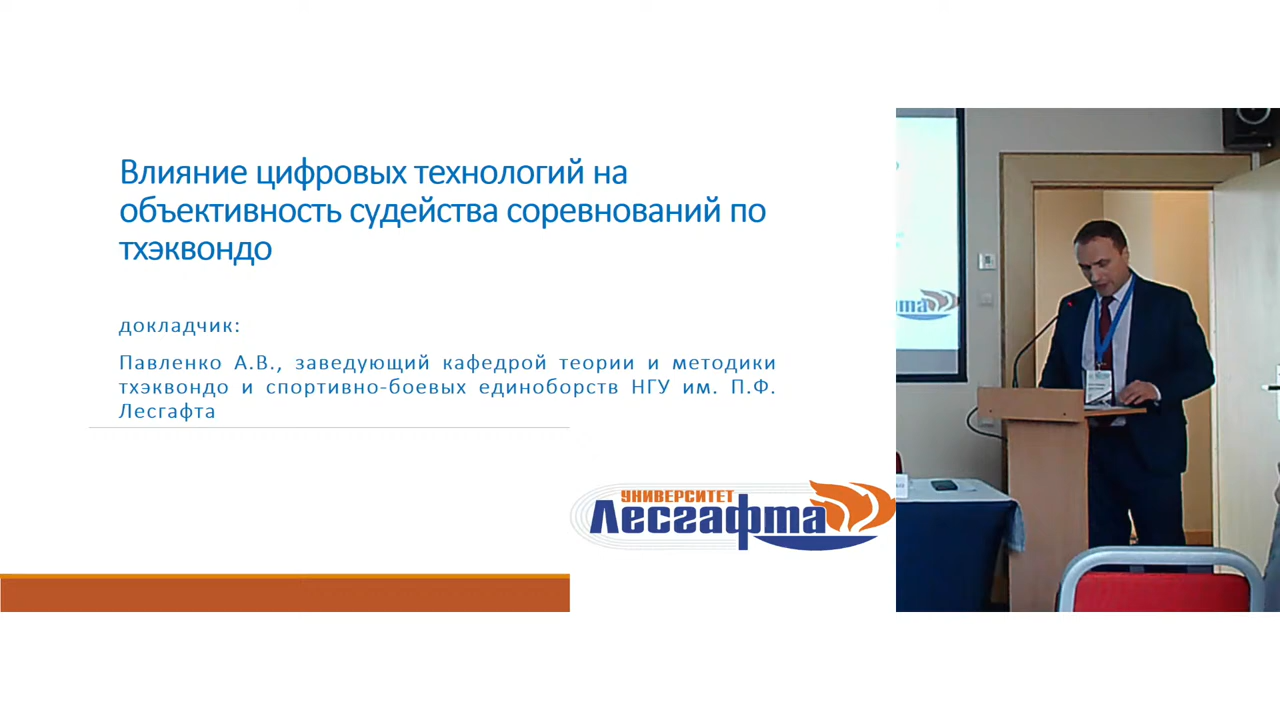 Влияние цифровых технологий на
объективность судейства соревнований по
тхэквондо
докладчик:
Павленко А.В., заведующий кафедрой теории и методики
тхэквондо и спортивно-боевых единоборств НГУ им. П.Ф.
Лесгафта
УНИВЕРСИТЕТ
Лесгафта